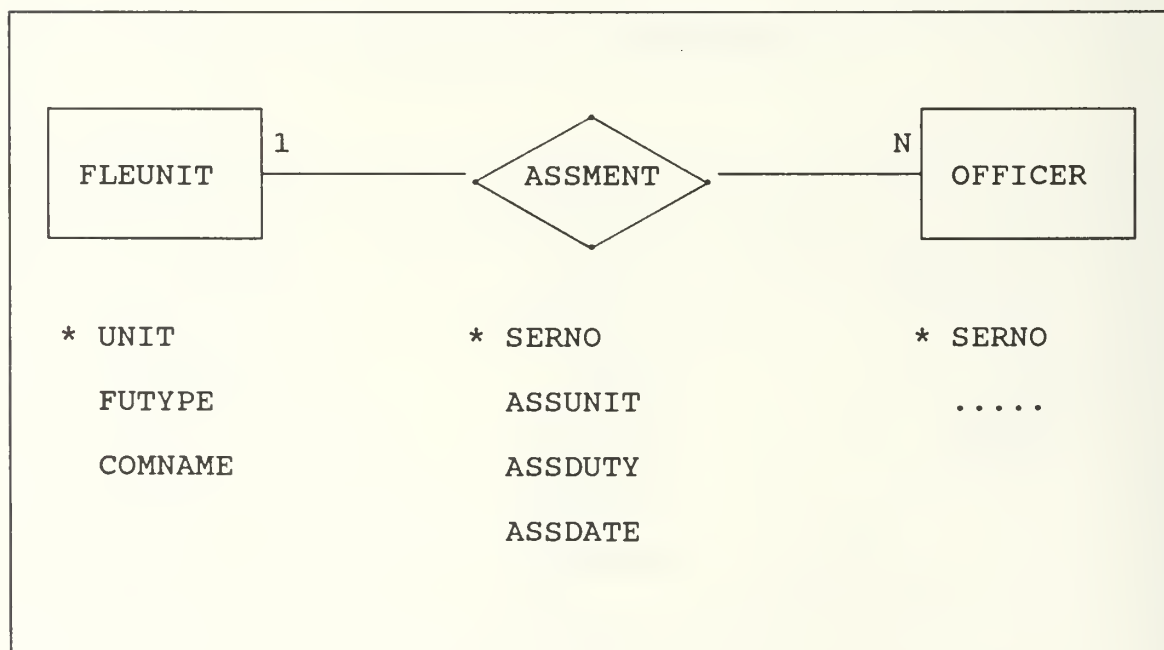 1 N
FLEUNIT ASSMENT OFFICER
* UNIT * SERNO * SERNO
FUTYPE ASSUNIT .....
COMNAME ASSDUTY
ASSDATE